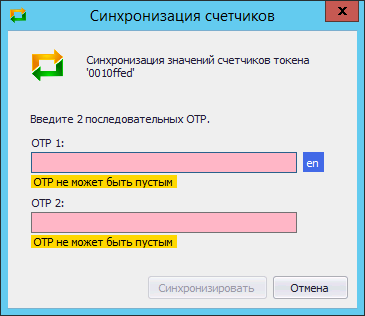 Синхронизация счетчиков
x
Синхронизация значений счетчиков токена
'0010ffed'
Введите 2 последовательных OTP.
OTP 1:
en
OTP не может быть пустым
OTP 2:
OTP не может быть пустым
Синхронизировать
Отмена